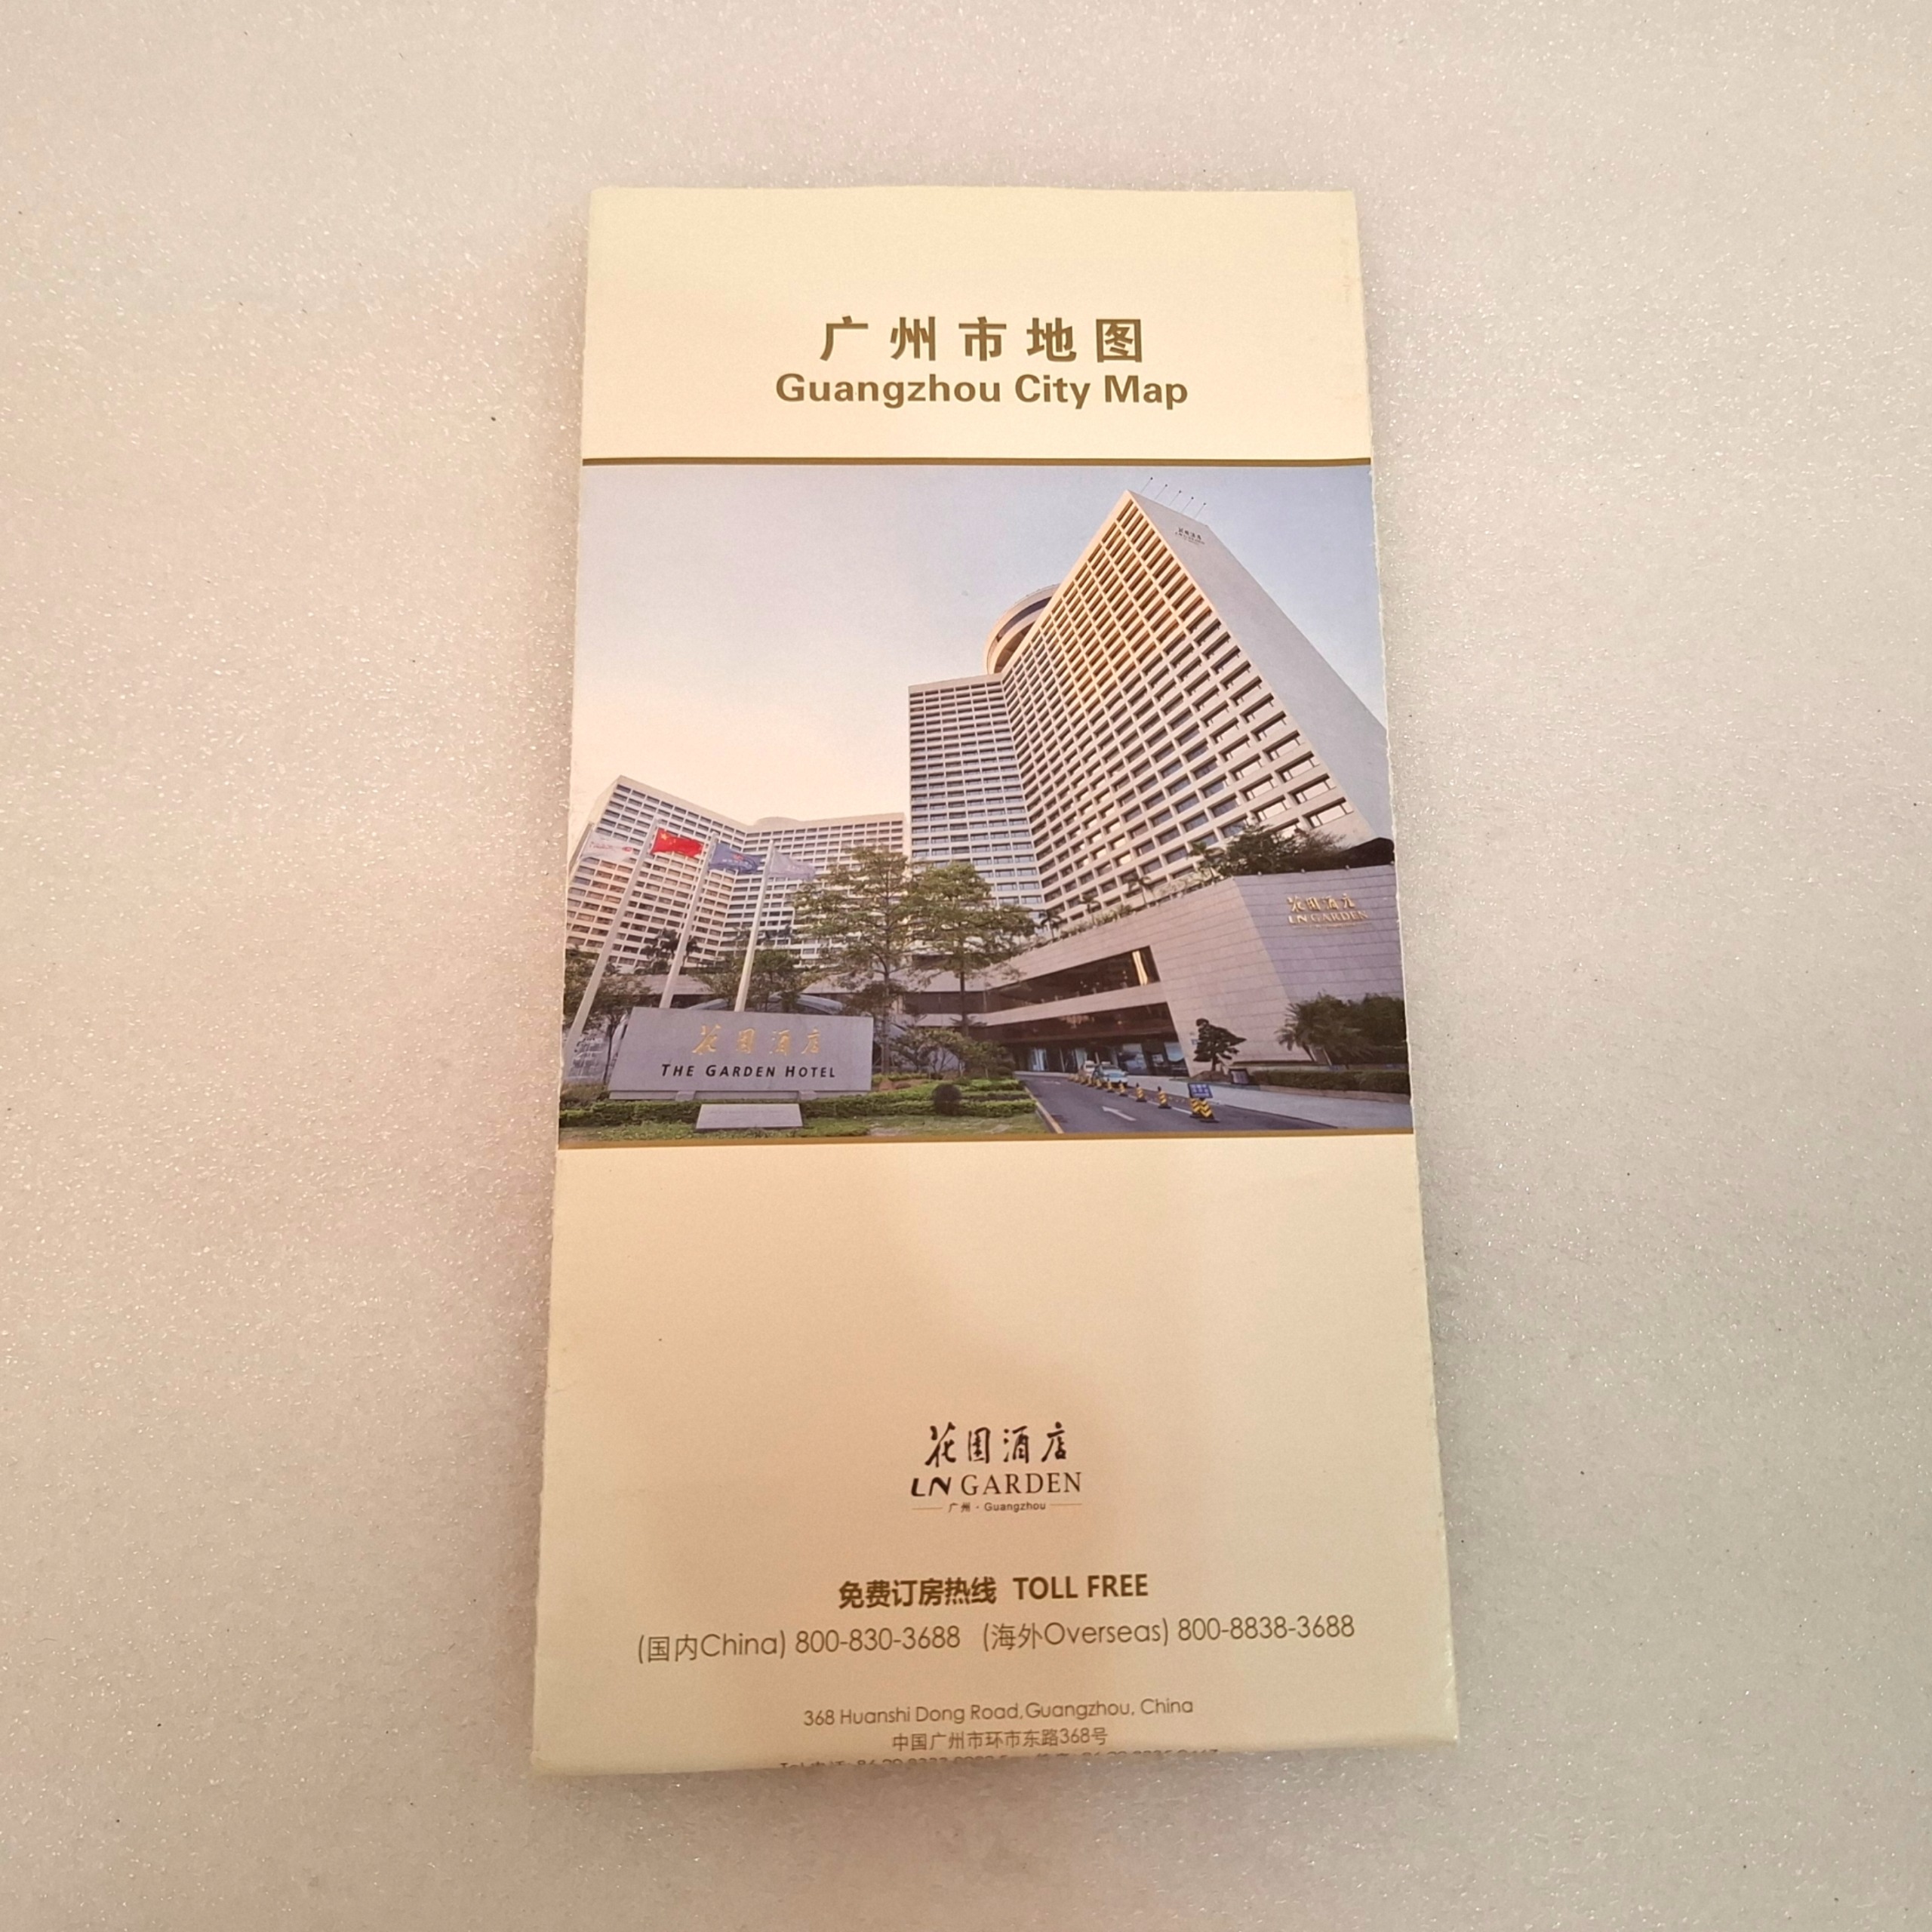 广州市地图
Guangzhou City Map
花园酒店
LN GARDEN
花园酒店
THE GARDEN HOTEL
花园酒店
LN GARDEN
广州·Guangzhou
免费订房热线 TOLL FREE
(国内China) 800-830-3688 (海外Overseas) 800-8838-3688
368 Huanshi Dong Road,Guangzhou, China
中国广州市环市东路368号